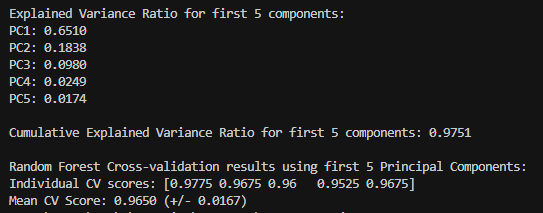 Explained Variance Ratio for first 5 components:
PC1: 0.6510
PC2: 0.1838
PC3: 0.0980
PC4: 0.0249
PC5: 0.0174
Cumulative Explained Variance Ratio for first 5 components: 0.9751
Random Forest Cross-validation results using first 5 Principal Components:
Individual CV scores: [0.9775 0.9675 0.96   0.9525 0.9675]
Mean CV Score: 0.9650 (+/- 0.0167)